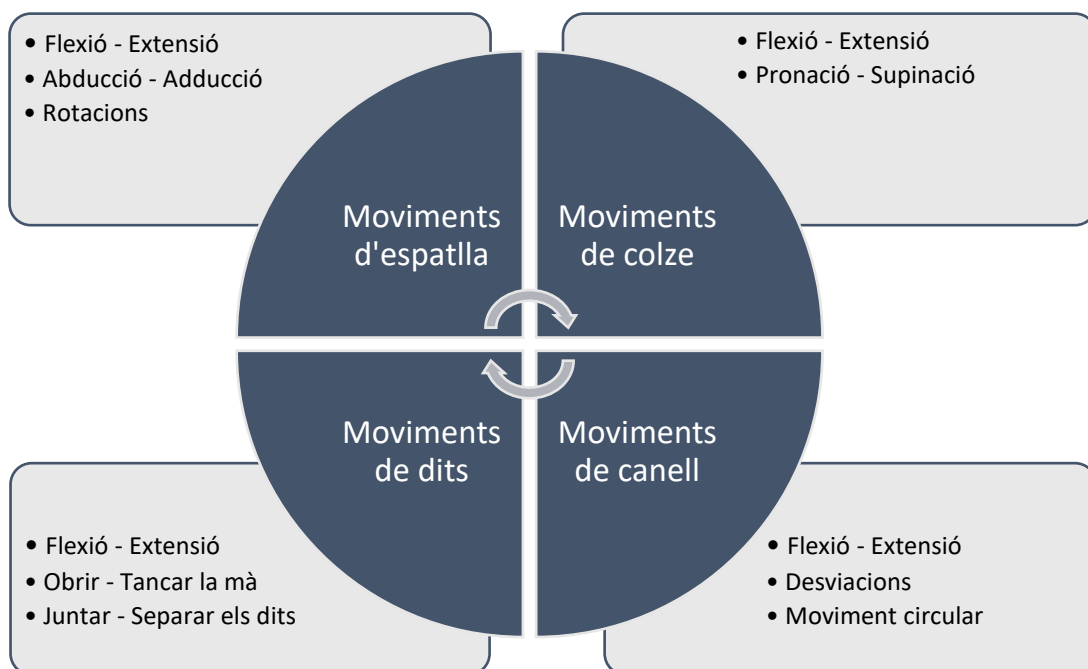 • Flexió - Extensió
• Abducció - Adducció
• Rotacions
• Flexió - Extensió
• Pronació - Supinació
Moviments
d'espatlla
Moviments
de colze
Moviments
de dits
Moviments
de canell
• Flexió - Extensió
• Obrir - Tancar la mà
• Juntar - Separar els dits
• Flexió - Extensió
• Desviacions
• Moviment circular